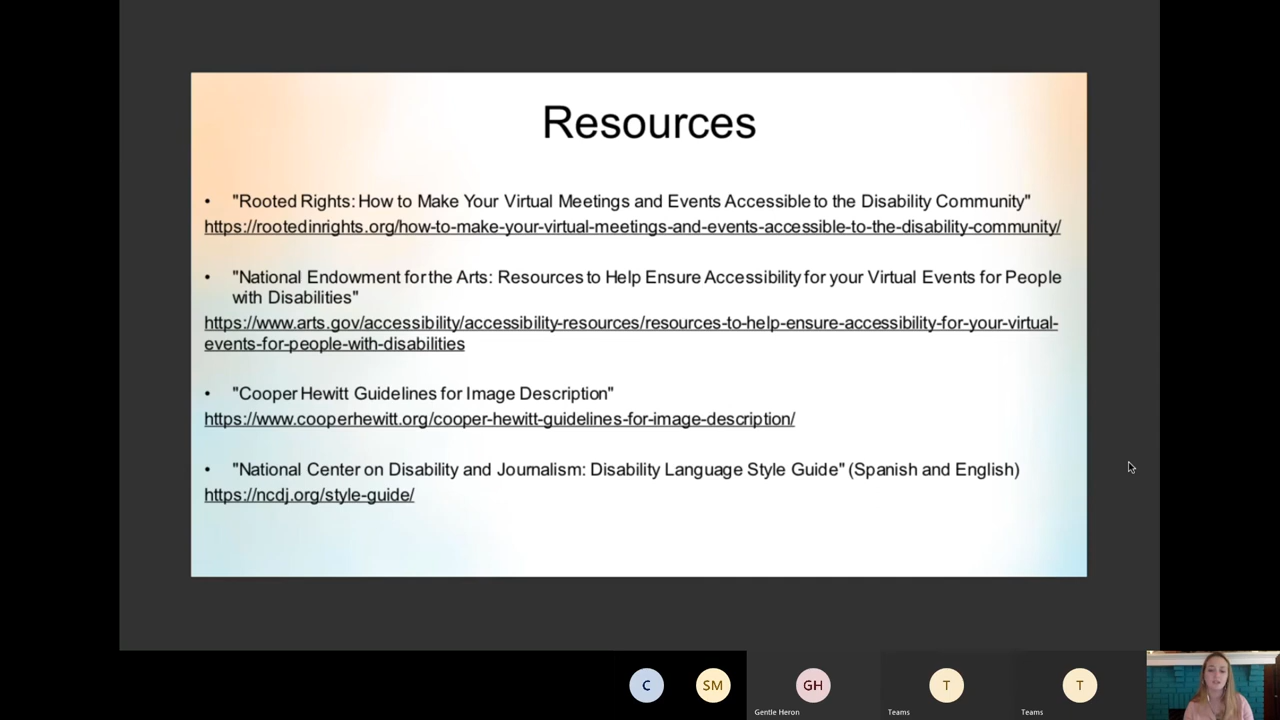 Resources
• "Rooted Rights: How to Make Your Virtual Meetings and Events Accessible to the Disability Community"
https://rootedinrights.org/how-to-make-your-virtual-meetings-and-events-accessible-to-the-disability-community/
• "National Endowment for the Arts: Resources to Help Ensure Accessibility for your Virtual Events for People
with Disabilities"
https://www.arts.gov/accessibility/accessibility-resources/resources-to-help-ensure-accessibility-for-your-virtual-
events-for-people-with-disabilities
• "Cooper Hewitt Guidelines for Image Description"
https://www.cooperhewitt.org/cooper-hewitt-guidelines-for-image-description/
• "National Center on Disability and Journalism: Disability Language Style Guide" (Spanish and English)
https://ncdj.org/style-guide/
C SM GH T T
Gentle Heron Teams Teams